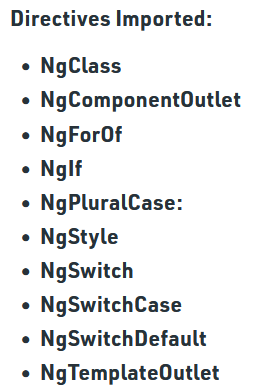 Directives Imported:
• NgClass
• NgComponentOutlet
• NgForOf
• NgIf
• NgPluralCase:
• NgStyle
• NgSwitch
• NgSwitchCase
• NgSwitchDefault
• NgTemplateOutlet